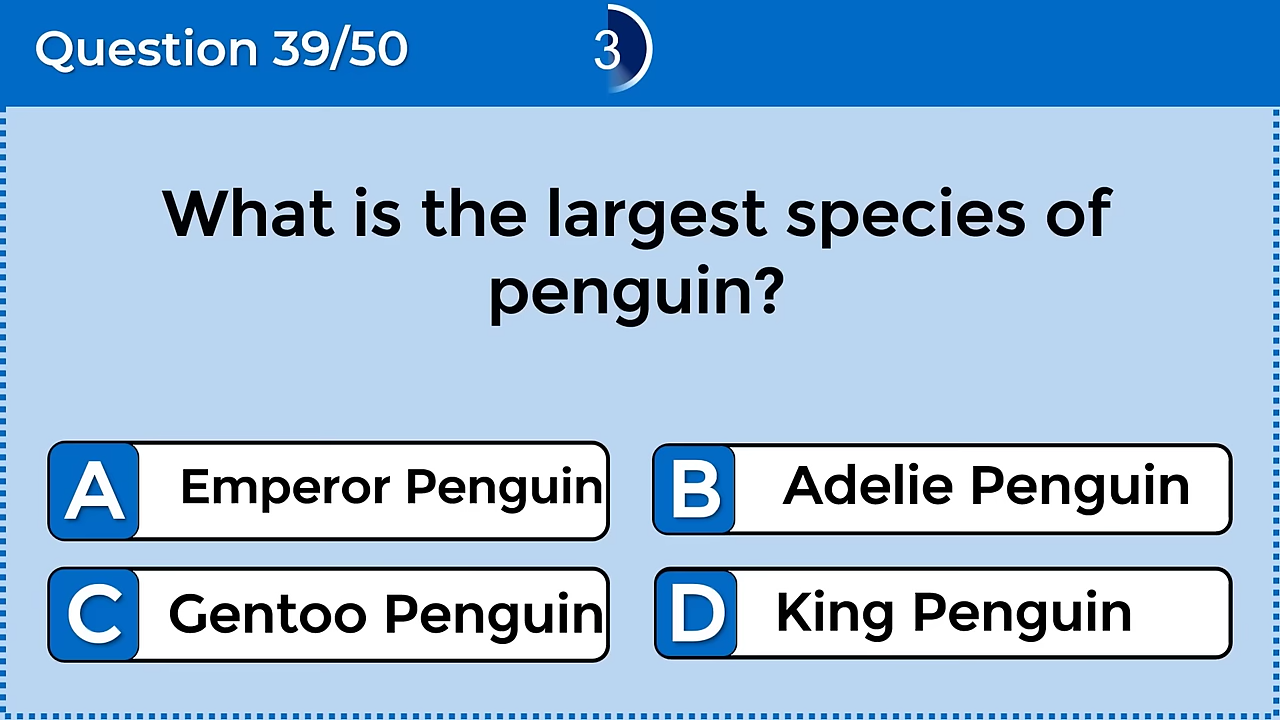 Question 39/50
3
What is the largest species of
penguin?
A Emperor Penguin
B Adelie Penguin
C Gentoo Penguin
D King Penguin